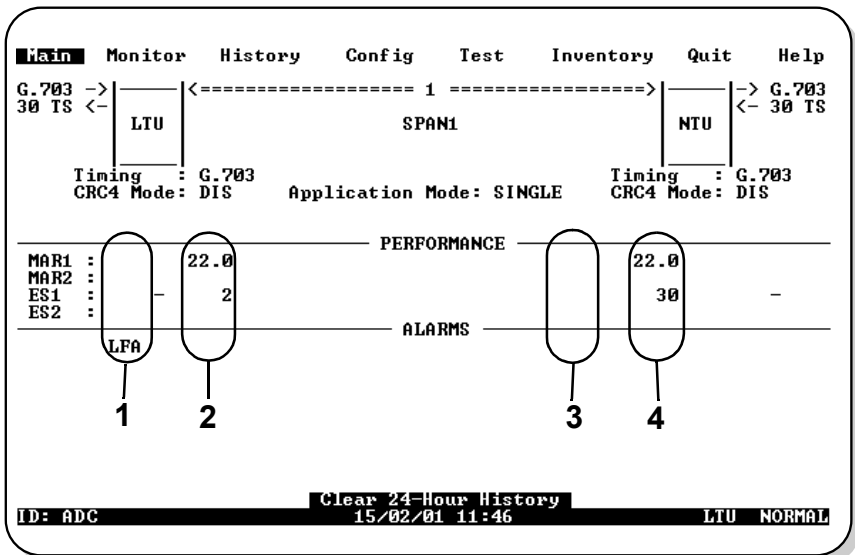 Main Monitor History Config Test Inventory Quit Help
G.703 -> <=================== 1 ==================> -> G.703
30 TS <- <- 30 TS
LTU SPAN1 NTU
Timing : G.703 Timing : G.703
CRC4 Mode: DIS Application Mode: SINGLE CRC4 Mode: DIS
PERFORMANCE
MAR1 : 22.0 22.0
MAR2 :
ES1 : - 2 30 -
ES2 :
ALARMS
LFA
1 2 3 4
Clear 24-Hour History
ID: ADC 15/02/01 11:46 LTU NORMAL